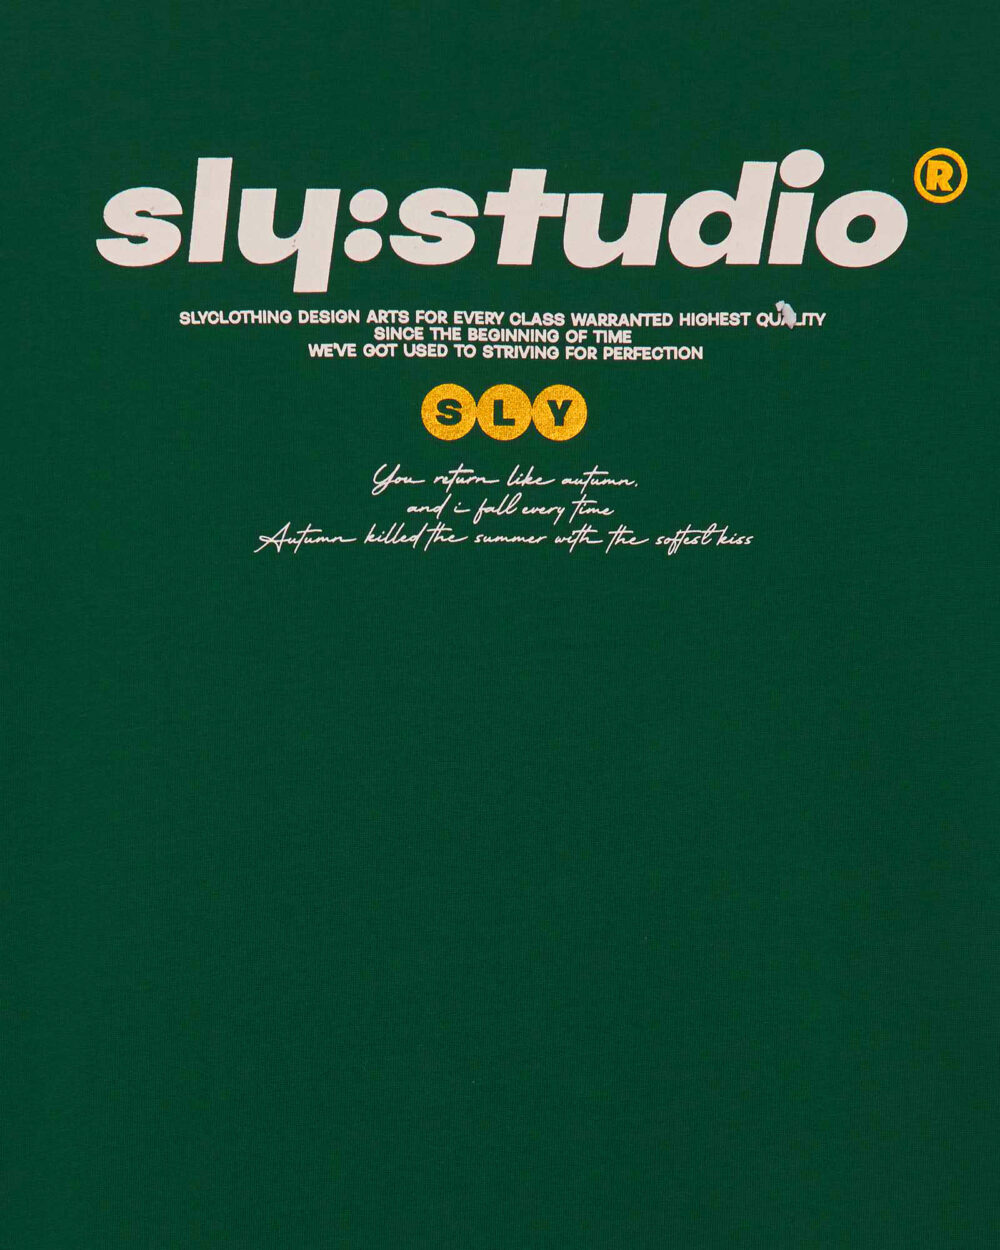 sly:studio®
SLYCLOTHING DESIGN ARTS FOR EVERY CLASS WARRANTED HIGHEST QUALITY
SINCE THE BEGINNING OF TIME
WE'VE GOT USED TO STRIVING FOR PERFECTION
SLY
You return like autumn.
and i fall every time
Autumn killed the summer with the softest kiss